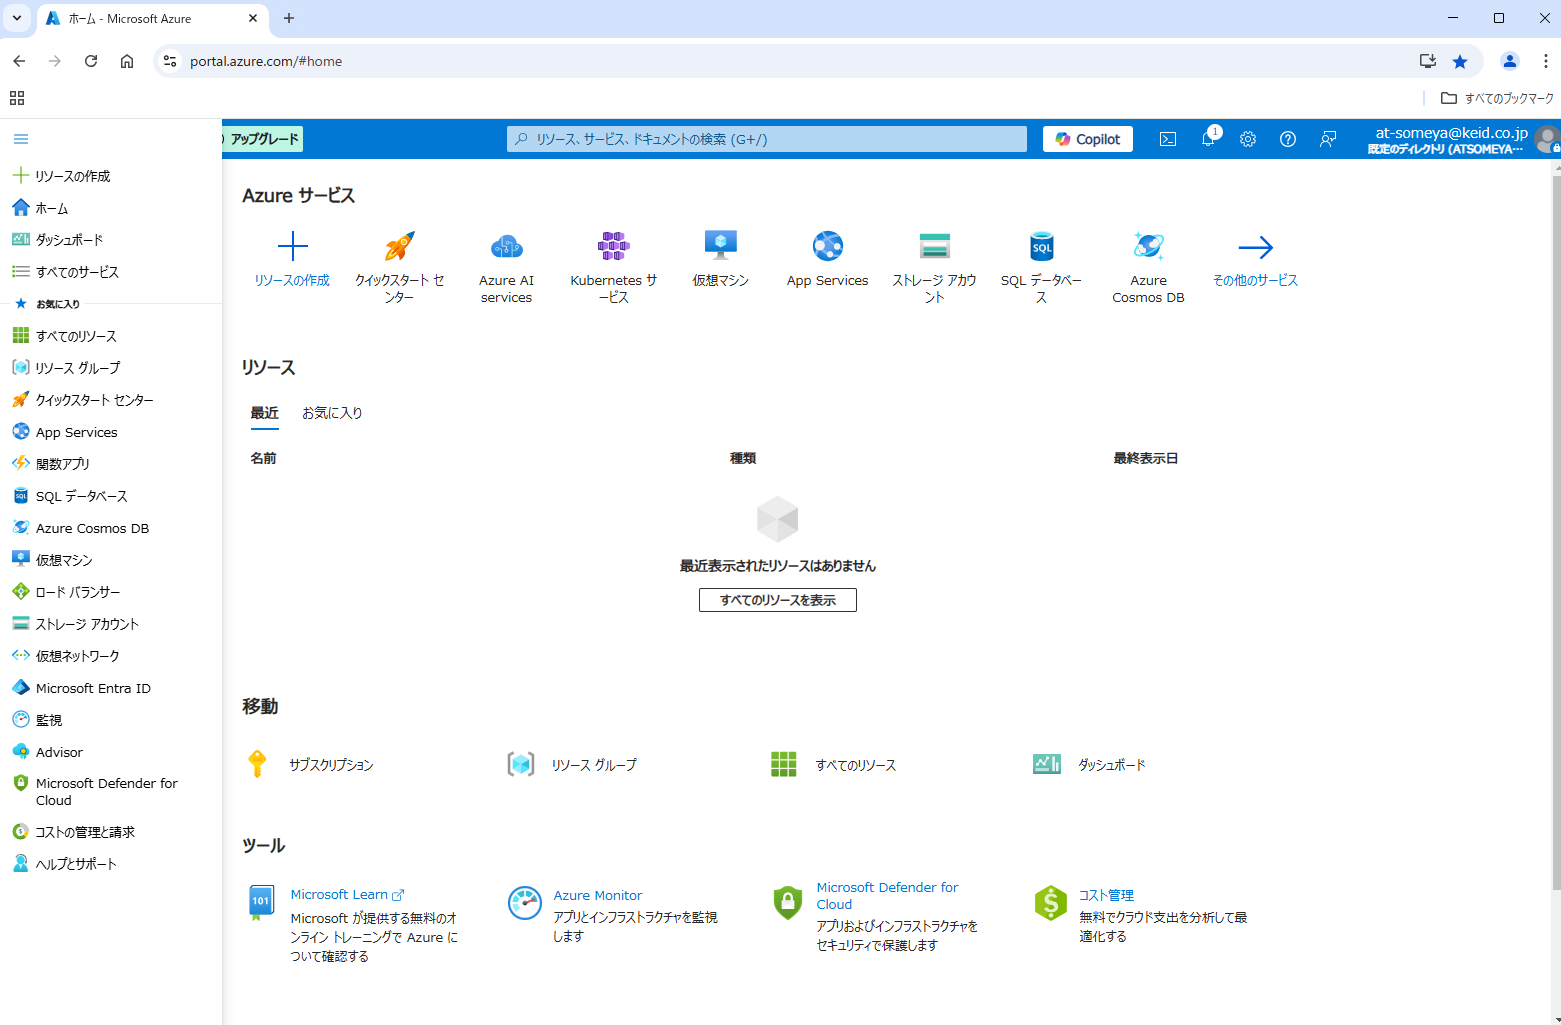 ホーム - Microsoft Azure
portal.azure.com/#home
すべてのブックマーク
アップグレード
リソース、サービス、ドキュメントの検索 (G+/)
Copilot
1
at-someya@keid.co.jp
既定のディレクトリ (ATSOMEYA…
リソースの作成
ホーム
ダッシュボード
すべてのサービス
お気に入り
すべてのリソース
リソース グループ
クイックスタート センター
App Services
関数アプリ
SQL データベース
Azure Cosmos DB
仮想マシン
ロード バランサー
ストレージ アカウント
仮想ネットワーク
Microsoft Entra ID
監視
Advisor
Microsoft Defender for
Cloud
コストの管理と請求
ヘルプとサポート
Azure サービス
リソースの作成
クイックスタート セ
ンター
Azure AI
services
Kubernetes サ
ービス
仮想マシン
App Services
ストレージ アカウ
ント
SQL
SQL データベー
ス
Azure
Cosmos DB
その他のサービス
リソース
最近
お気に入り
名前
種類
最終表示日
最近表示されたリソースはありません
すべてのリソースを表示
移動
サブスクリプション
リソース グループ
すべてのリソース
ダッシュボード
ツール
101
Microsoft Learn
Microsoft が提供する無料のオ
ンライン トレーニングで Azure に
ついて確認する
Azure Monitor
アプリとインフラストラクチャを監視
します
Microsoft Defender for
Cloud
アプリおよびインフラストラクチャを
セキュリティで保護します
コスト管理
無料でクラウド支出を分析して最
適化する